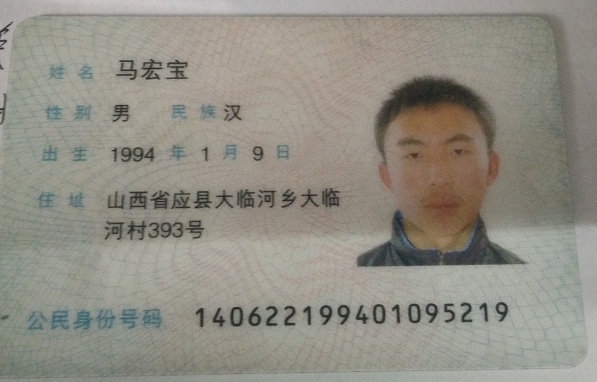 姓名 马宏宝
性别 男 民族 汉
出生 1994 年 1 月 9 日
住址 山西省应县大临河乡大临
河村393号
公民身份号码 140622199401095219